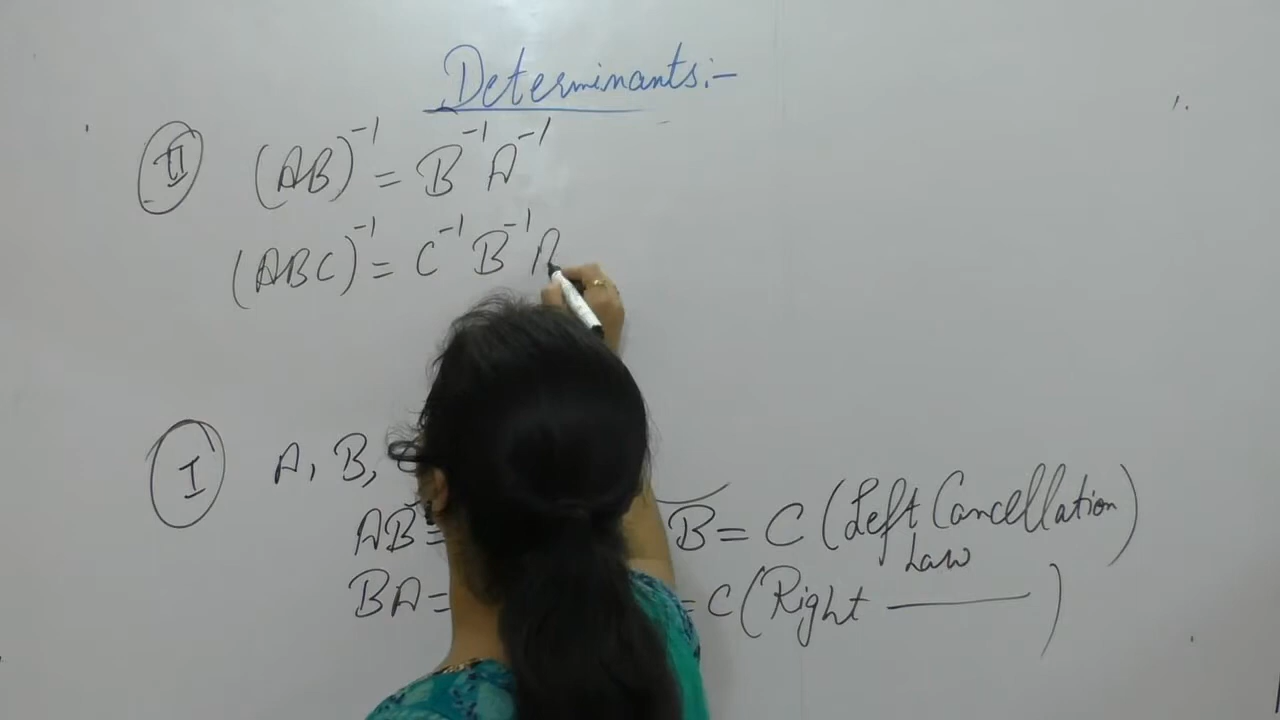 Determinants:-
II (AB)⁻¹ = B⁻¹ A⁻¹
(ABC)⁻¹ = C⁻¹ B⁻¹ A
I A, B,
AB = B = C (Left Cancellation
Law
BA = = C (Right ——— )